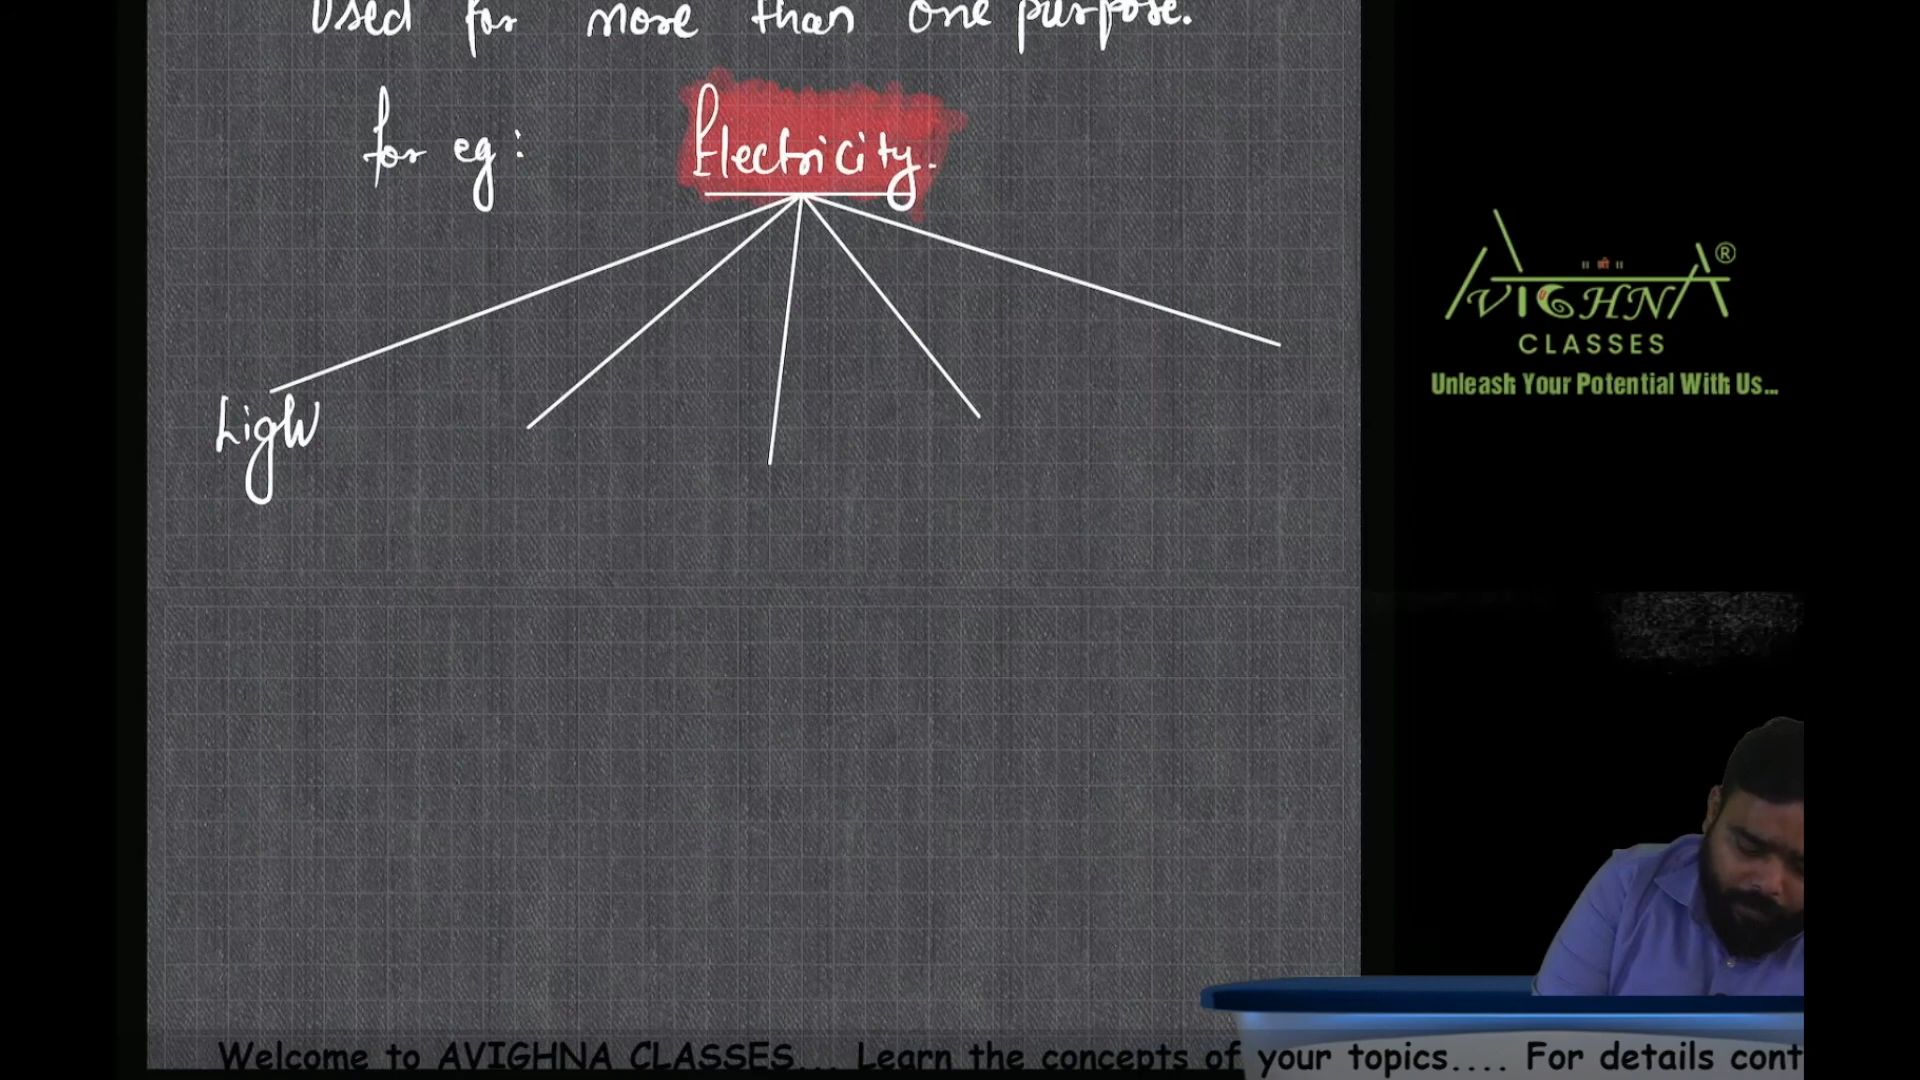 Used for more than one purpose.
for eg:
Electricity.
Light
॥ श्री ॥
AVIGHNA ®
CLASSES
Unleash Your Potential With Us...
Welcome to AVIGHNA CLASSES... Learn the concepts of your topics.... For details cont